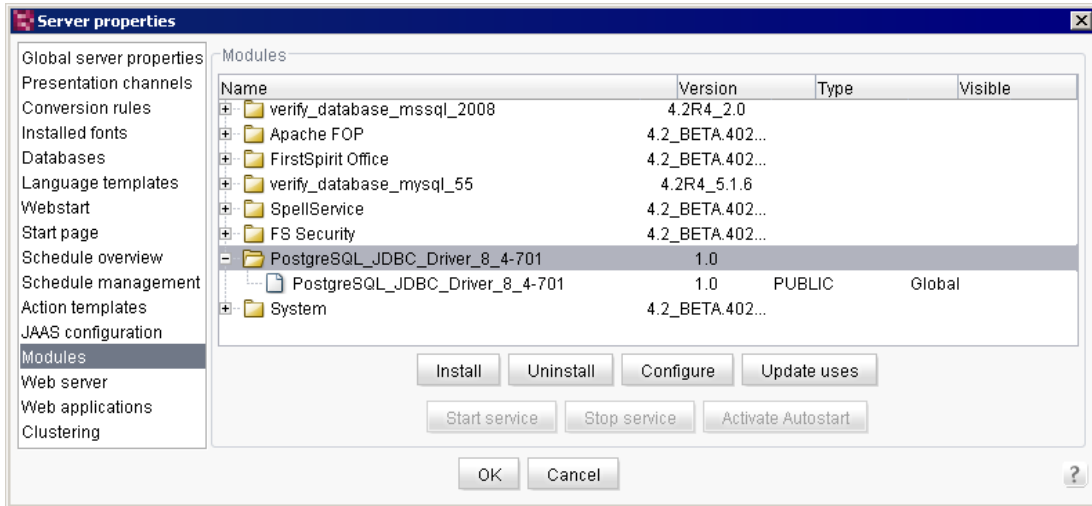 Server properties
Global server properties
Presentation channels
Conversion rules
Installed fonts
Databases
Language templates
Webstart
Start page
Schedule overview
Schedule management
Action templates
JAAS configuration
Modules
Web server
Web applications
Clustering
Modules
Name Version Type Visible
verify_database_mssql_2008 4.2R4_2.0
Apache FOP 4.2_BETA.402...
FirstSpirit Office 4.2_BETA.402...
verify_database_mysql_55 4.2R4_5.1.6
SpellService 4.2_BETA.402...
FS Security 4.2_BETA.402...
PostgreSQL_JDBC_Driver_8_4-701 1.0
PostgreSQL_JDBC_Driver_8_4-701 1.0 PUBLIC Global
System 4.2_BETA.402...
Install Uninstall Configure Update uses
Start service Stop service Activate Autostart
OK Cancel ?